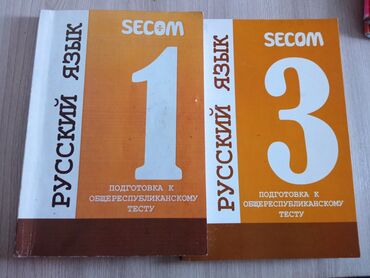 SECOM
РУССКИЙ ЯЗЫК
1
ПОДГОТОВКА К
ОБЩЕРЕСПУБЛИКАНСКОМУ
ТЕСТУ
SECOM
РУССКИЙ ЯЗЫК
3
ПОДГОТОВКА К
ОБЩЕРЕСПУБЛИКАНСКОМУ
ТЕСТУ